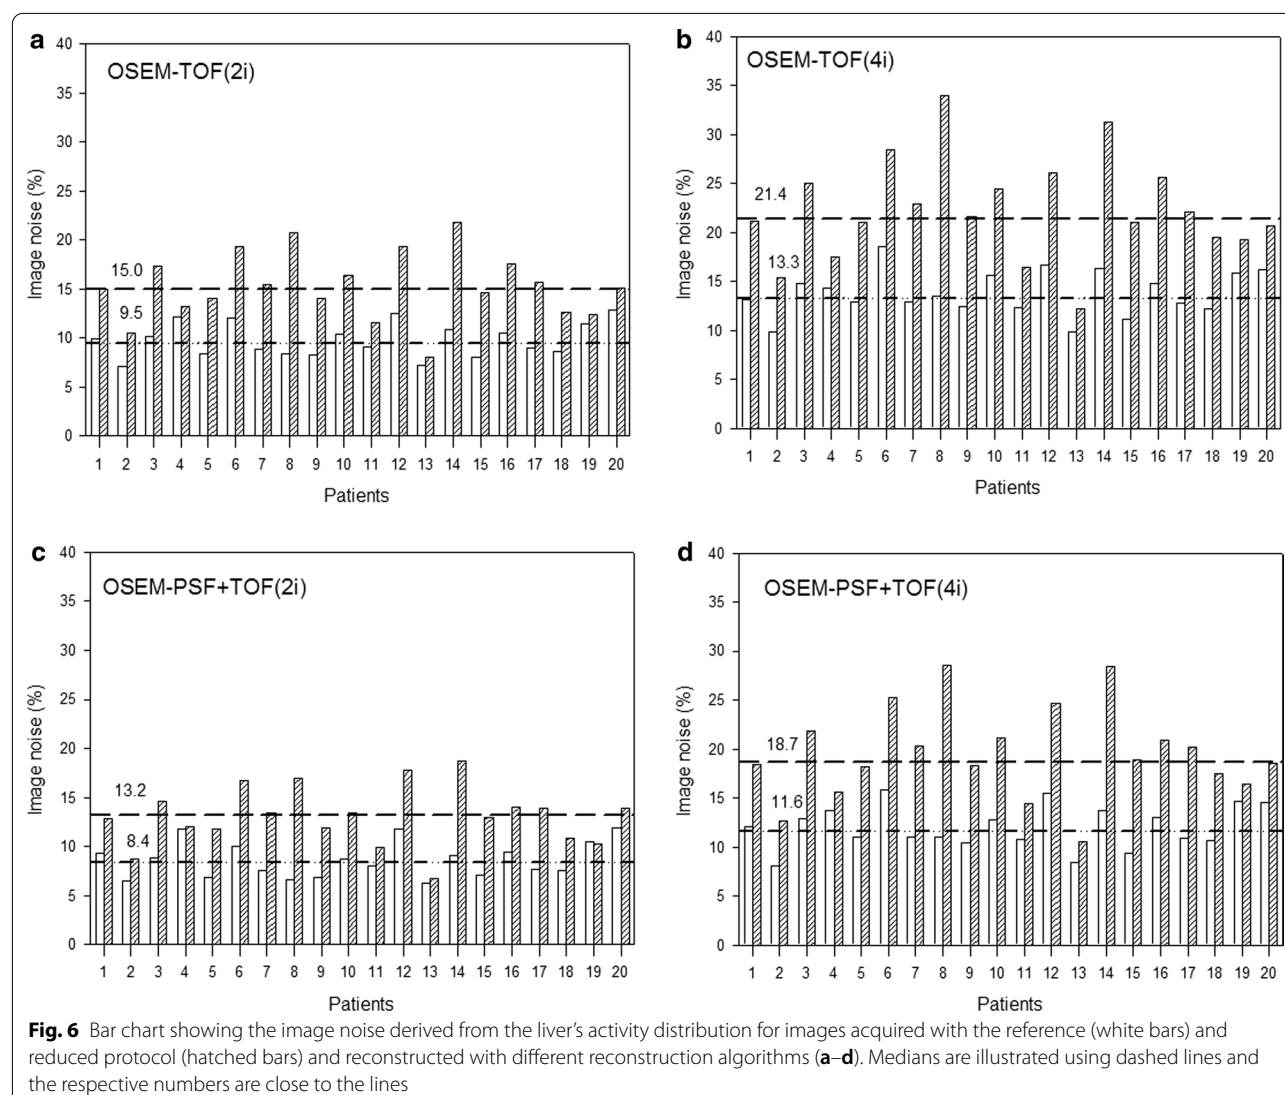 a
OSEM-TOF(2i)
40
35
30
25
20
15
10
5
0
Image noise (%)
15.0
9.5
1 2 3 4 5 6 7 8 9 10 11 12 13 14 15 16 17 18 19 20
Patients
b
OSEM-TOF(4i)
40
35
30
25
20
15
10
5
0
Image noise (%)
21.4
13.3
1 2 3 4 5 6 7 8 9 10 11 12 13 14 15 16 17 18 19 20
Patients
c
OSEM-PSF+TOF(2i)
40
35
30
25
20
15
10
5
0
Image noise (%)
13.2
8.4
1 2 3 4 5 6 7 8 9 10 11 12 13 14 15 16 17 18 19 20
Patients
d
OSEM-PSF+TOF(4i)
40
35
30
25
20
15
10
5
0
Image noise (%)
18.7
11.6
1 2 3 4 5 6 7 8 9 10 11 12 13 14 15 16 17 18 19 20
Patients
Fig. 6 Bar chart showing the image noise derived from the liver's activity distribution for images acquired with the reference (white bars) and
reduced protocol (hatched bars) and reconstructed with different reconstruction algorithms (a–d). Medians are illustrated using dashed lines and
the respective numbers are close to the lines